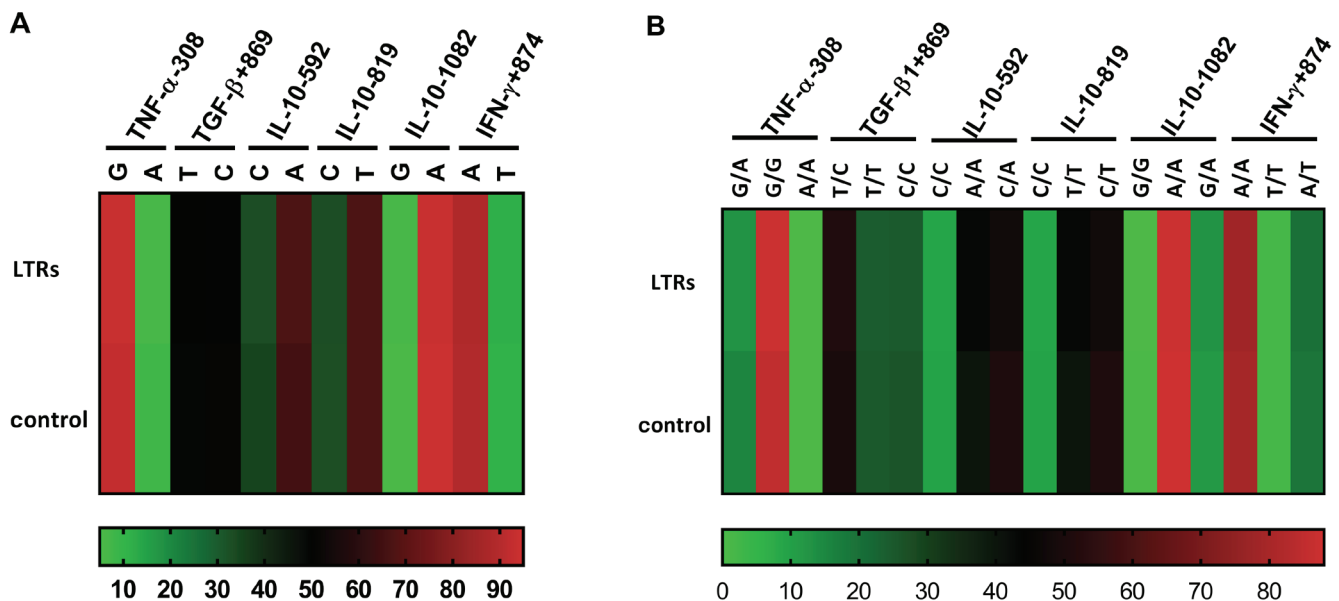 A
TNF-α-308 TGF-β+869 IL-10-592 IL-10-819 IL-10-1082 IFN-γ+874
G A T C C A C T G A A T
LTRs
control
10 20 30 40 50 60 70 80 90
B
TNF-α-308 TGF-β1+869 IL-10-592 IL-10-819 IL-10-1082 IFN-γ+874
G/A G/G A/A T/C T/T C/C C/C A/A C/A C/C T/T C/T G/G A/A G/A A/A T/T A/T
LTRs
control
0 10 20 30 40 50 60 70 80